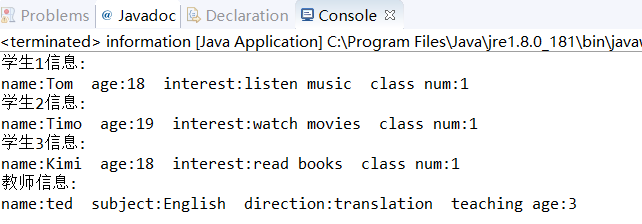 Problems @ Javadoc Declaration Console
<terminated> information [Java Application] C:\Program Files\Java\jre1.8.0_181\bin\javaw
学生1信息:
name:Tom  age:18  interest:listen music  class num:1
学生2信息:
name:Timo  age:19  interest:watch movies  class num:1
学生3信息:
name:Kimi  age:18  interest:read books  class num:1
教师信息:
name:ted  subject:English  direction:translation  teaching age:3